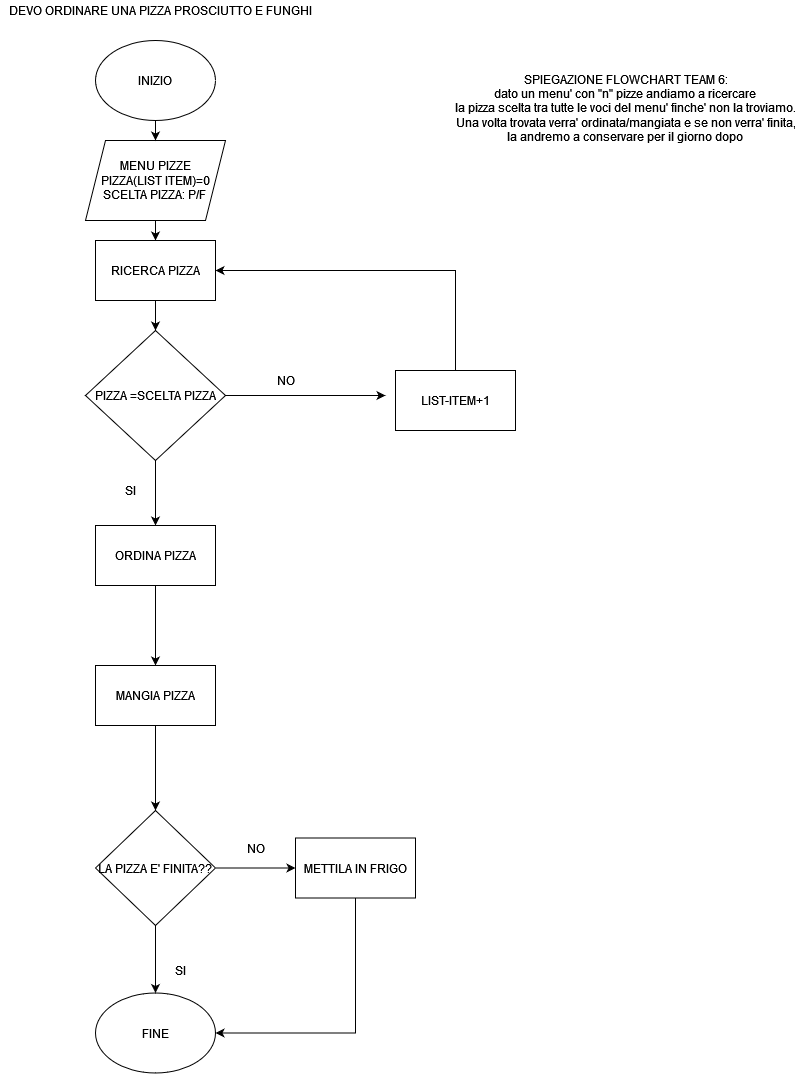 DEVO ORDINARE UNA PIZZA PROSCIUTTO E FUNGHI
INIZIO
SPIEGAZIONE FLOWCHART TEAM 6:
dato un menu' con "n" pizze andiamo a ricercare
la pizza scelta tra tutte le voci del menu' finche' non la troviamo.
Una volta trovata verra' ordinata/mangiata e se non verra' finita,
la andremo a conservare per il giorno dopo
MENU PIZZE
PIZZA(LIST ITEM)=0
SCELTA PIZZA: P/F
RICERCA PIZZA
PIZZA =SCELTA PIZZA
NO
LIST-ITEM+1
SI
ORDINA PIZZA
MANGIA PIZZA
LA PIZZA E' FINITA??
NO
METTILA IN FRIGO
SI
FINE